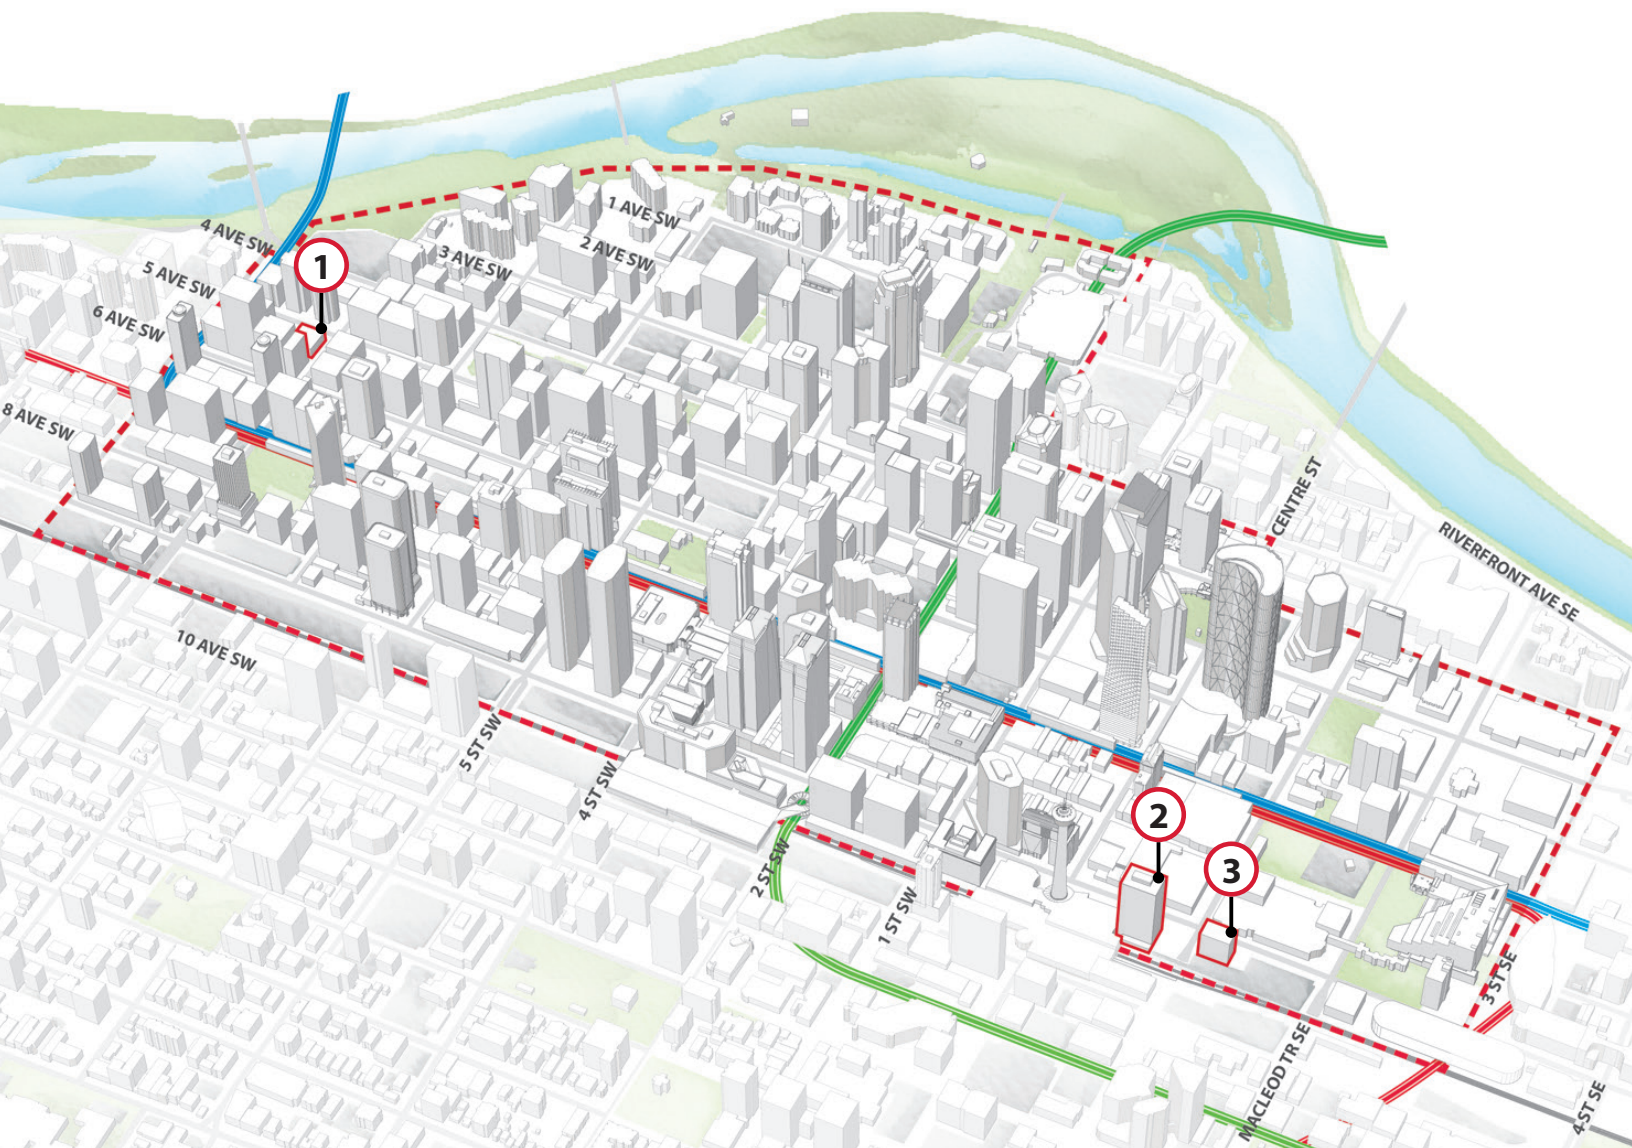 1 AVE SW
4 AVE SW
2 AVE SW
3 AVE SW
1
5 AVE SW
6 AVE SW
8 AVE SW
CENTRE ST
RIVERFRONT AVE SE
10 AVE SW
5 ST SW
4 ST SW
2
2 ST SW
3
1 ST SW
3 ST SE
MACLEOD TR SE
4 ST SE